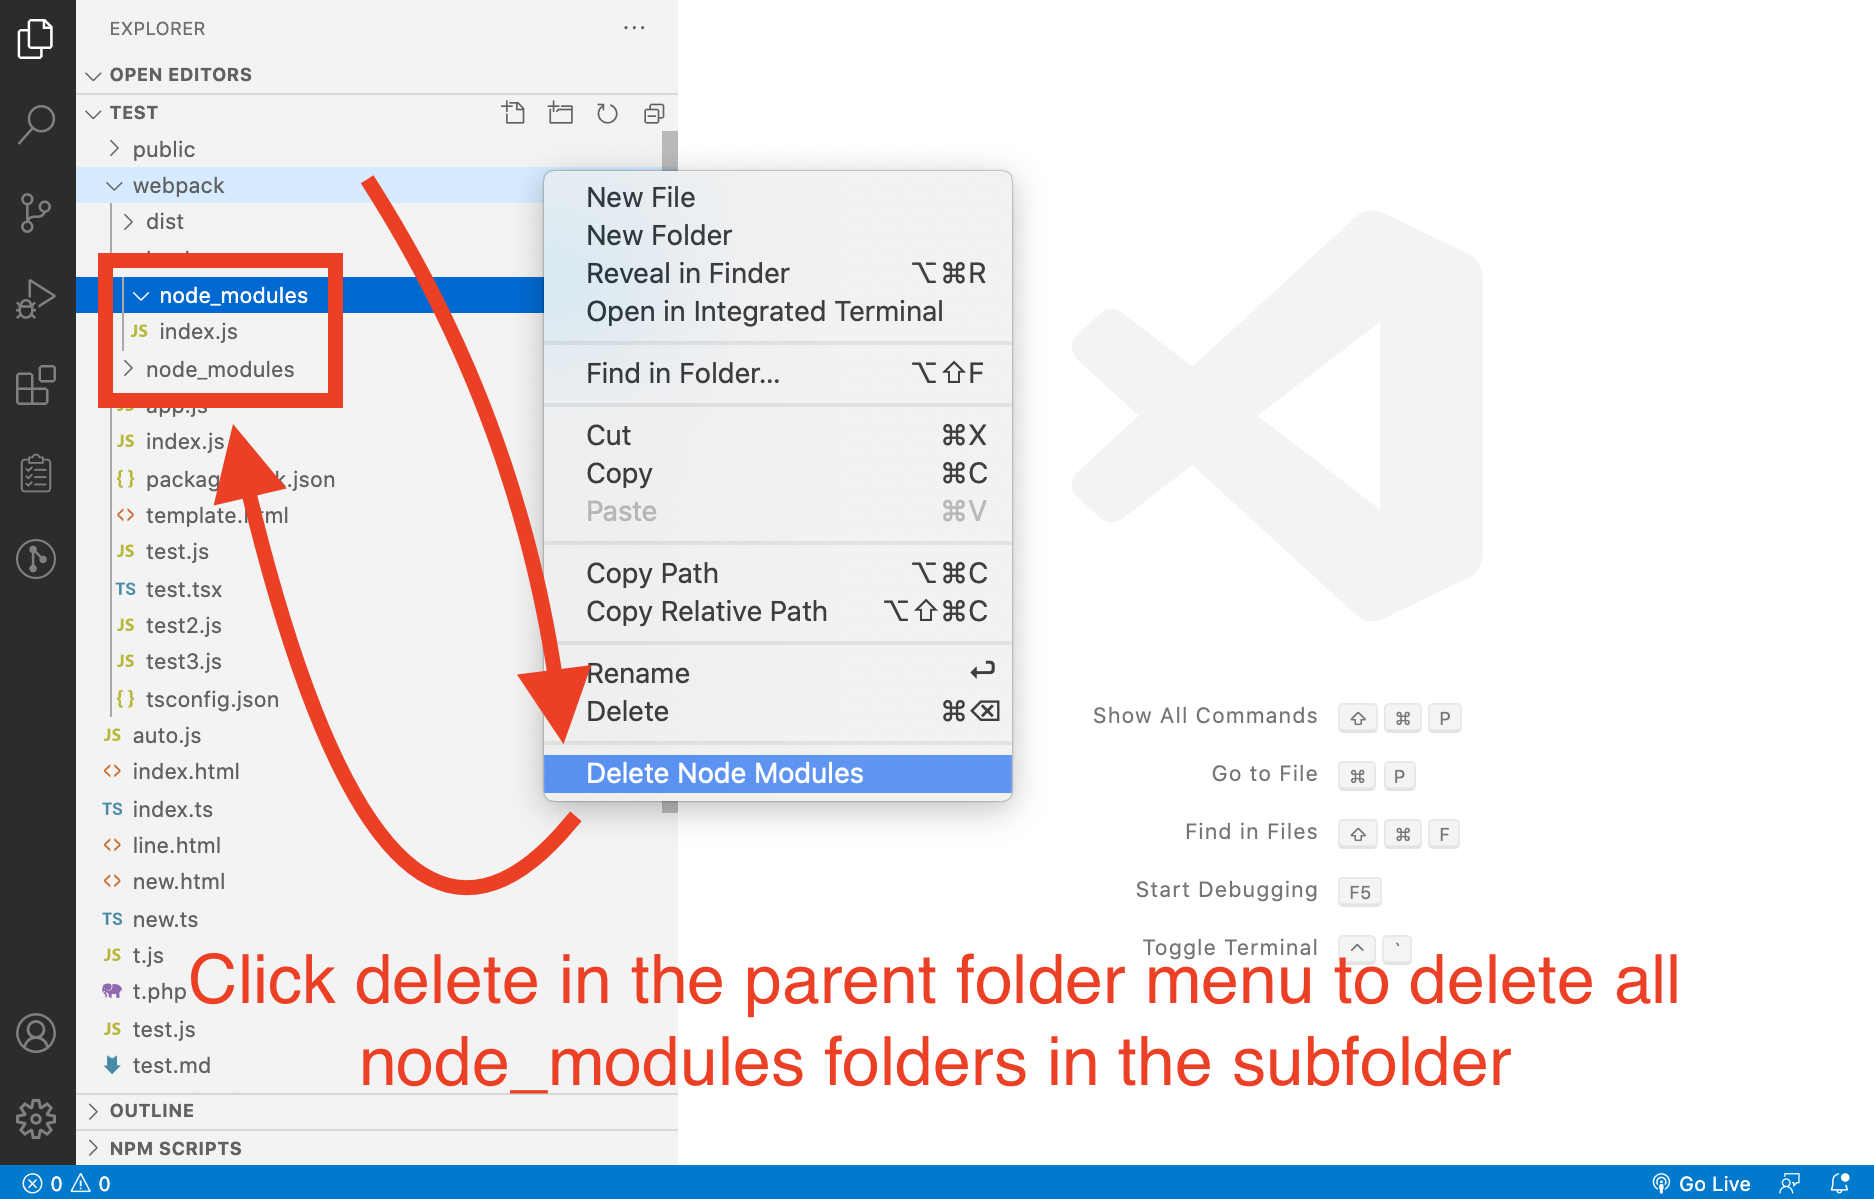 EXPLORER
OPEN EDITORS
TEST
public
webpack
dist
node_modules
JS index.js
node_modules
JS app.js
JS index.js
{} packag k.json
<> template.html
JS test.js
TS test.tsx
JS test2.js
JS test3.js
{} tsconfig.json
JS auto.js
<> index.html
TS index.ts
<> line.html
<> new.html
TS new.ts
JS t.js
t.php
JS test.js
test.md
OUTLINE
NPM SCRIPTS
New File
New Folder
Reveal in Finder ⌥⌘R
Open in Integrated Terminal
Find in Folder... ⌥⇧F
Cut ⌘X
Copy ⌘C
Paste ⌘V
Copy Path ⌥⌘C
Copy Relative Path ⌥⇧⌘C
Rename ↩
Delete ⌘⌫
Delete Node Modules
Show All Commands ⇧ ⌘ P
Go to File ⌘ P
Find in Files ⇧ ⌘ F
Start Debugging F5
Toggle Terminal ^ `
Click delete in the parent folder menu to delete all
node_modules folders in the subfolder
0 0
Go Live